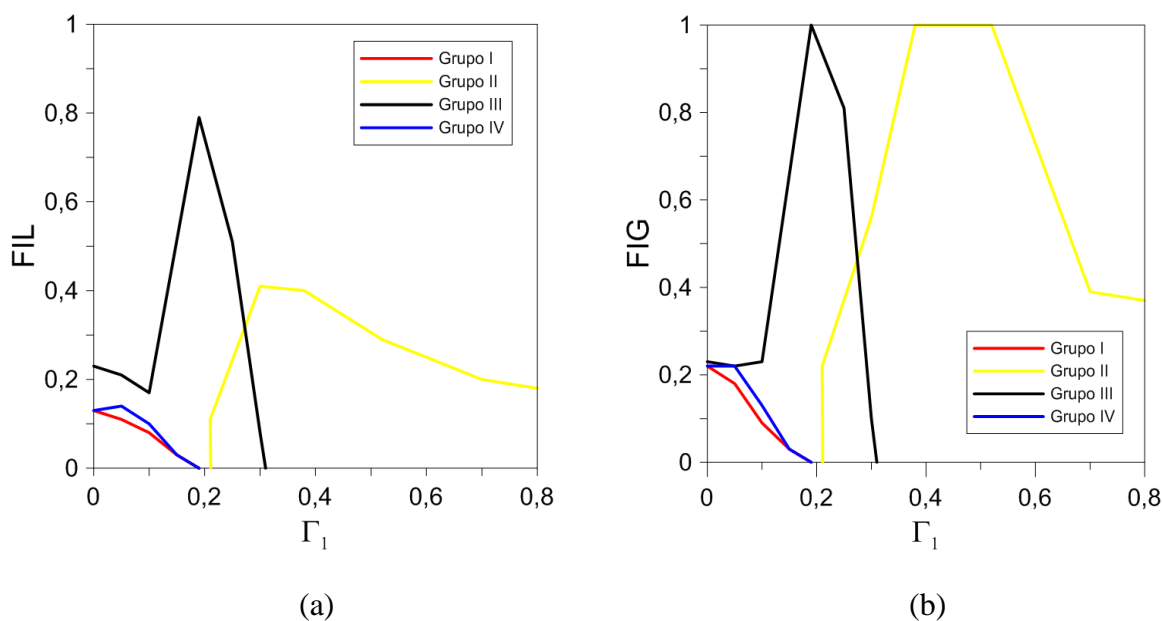 1
0,8
0,6
0,4
0,2
0
FIL
Grupo I
Grupo II
Grupo III
Grupo IV
0 0,2 0,4 0,6 0,8
Γ₁
(a)
1
0,8
0,6
0,4
0,2
0
FIG
Grupo I
Grupo II
Grupo III
Grupo IV
0 0,2 0,4 0,6 0,8
Γ₁
(b)